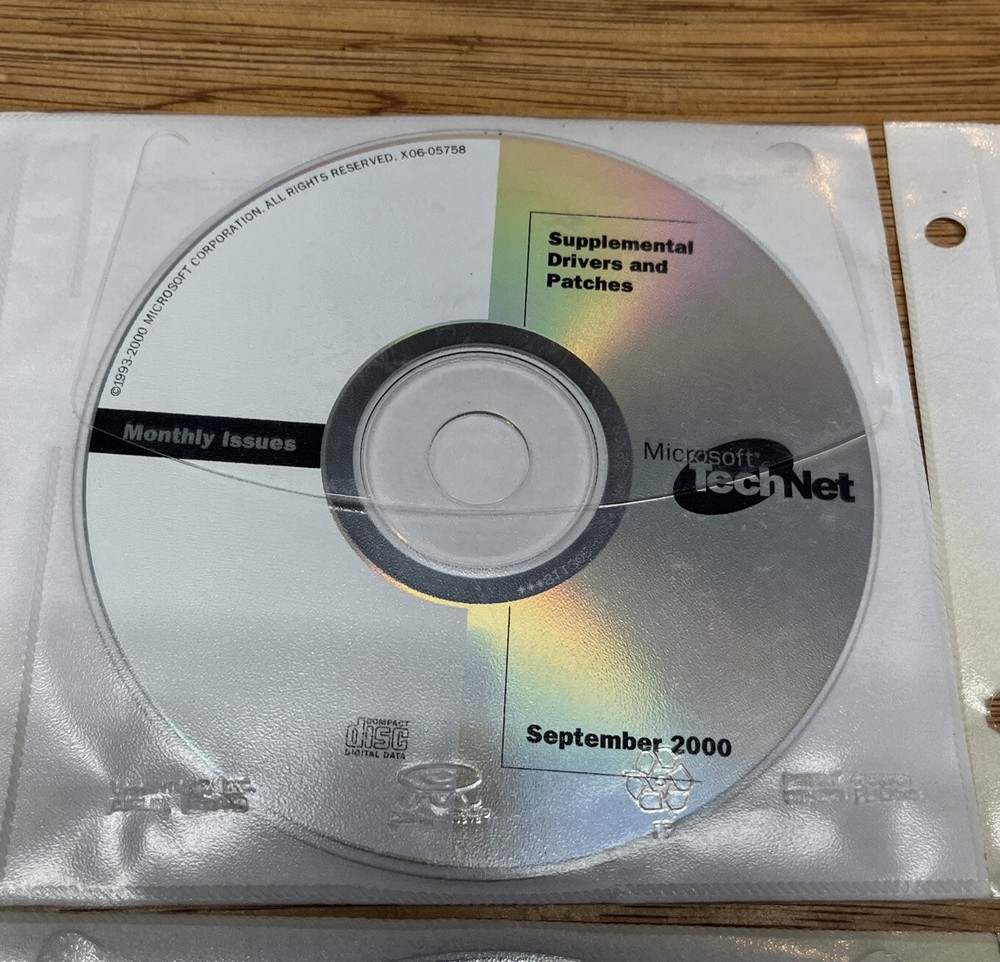 ©1993-2000 MICROSOFT CORPORATION. ALL RIGHTS RESERVED. X06-05758
Supplemental
Drivers and
Patches
Monthly Issues
Microsoft®
TechNet
COMPACT
disc
DIGITAL DATA
September 2000